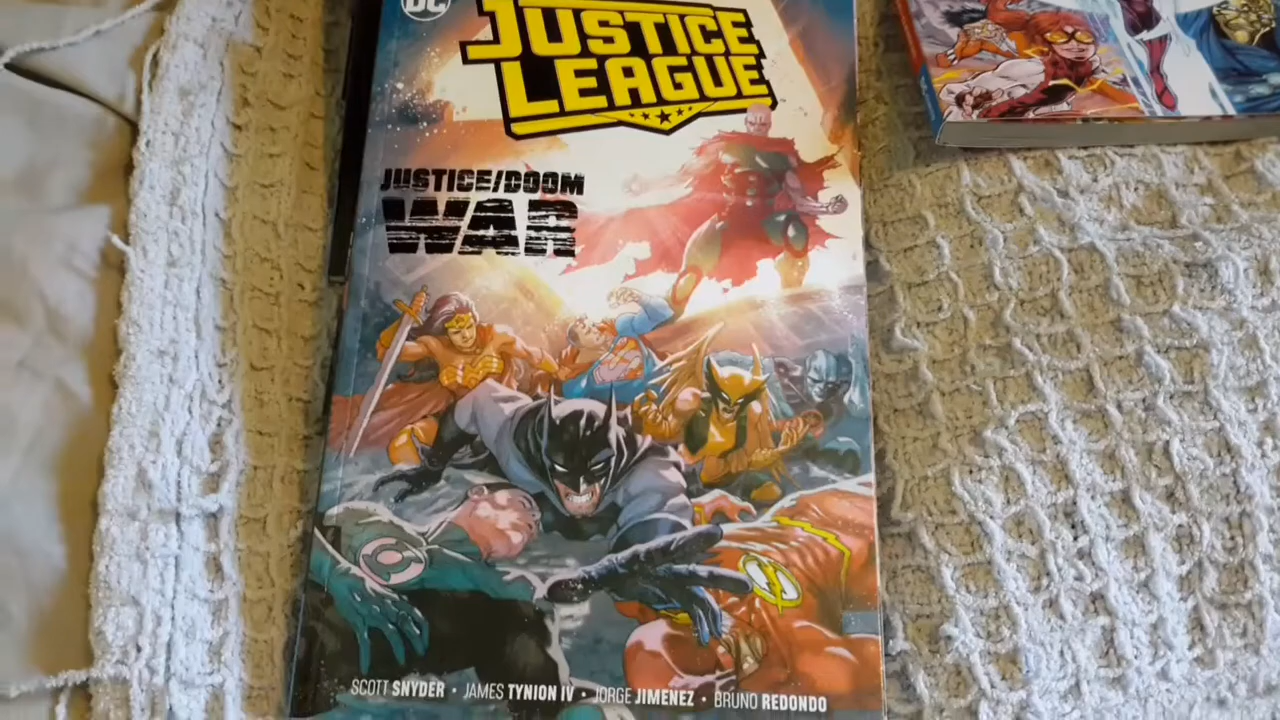 DC
JUSTICE
LEAGUE
JUSTICE/DOOM
WAR
SCOTT SNYDER • JAMES TYNION IV • JORGE JIMENEZ • BRUNO REDONDO